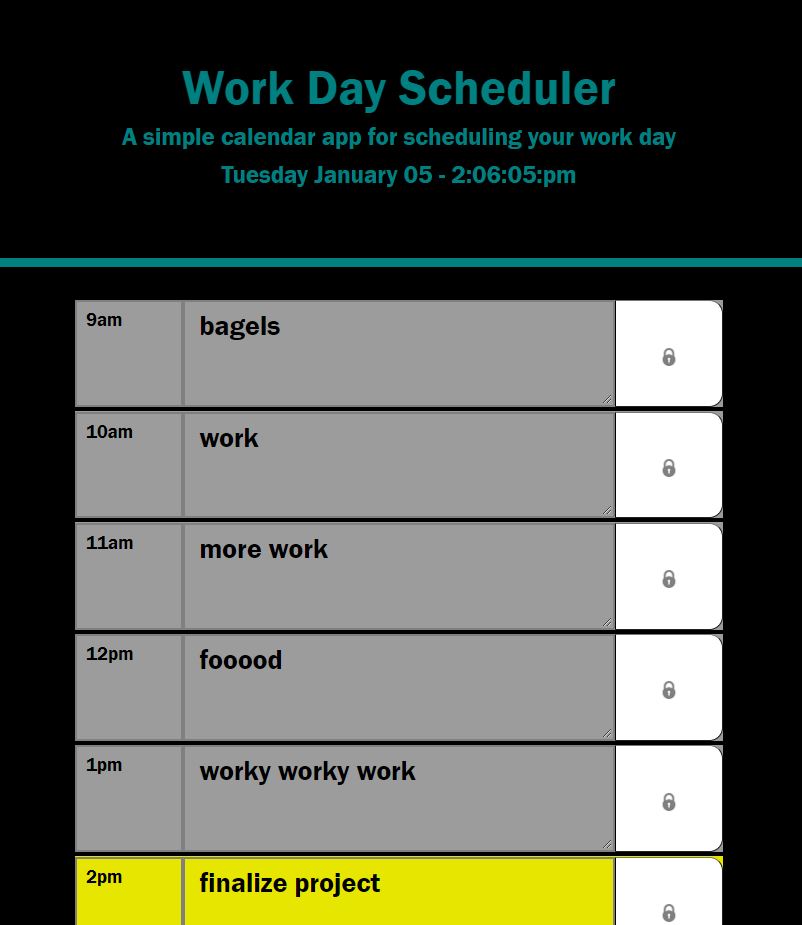 Work Day Scheduler
A simple calendar app for scheduling your work day
Tuesday January 05 - 2:06:05:pm
9am
bagels
10am
work
11am
more work
12pm
fooood
1pm
worky worky work
2pm
finalize project